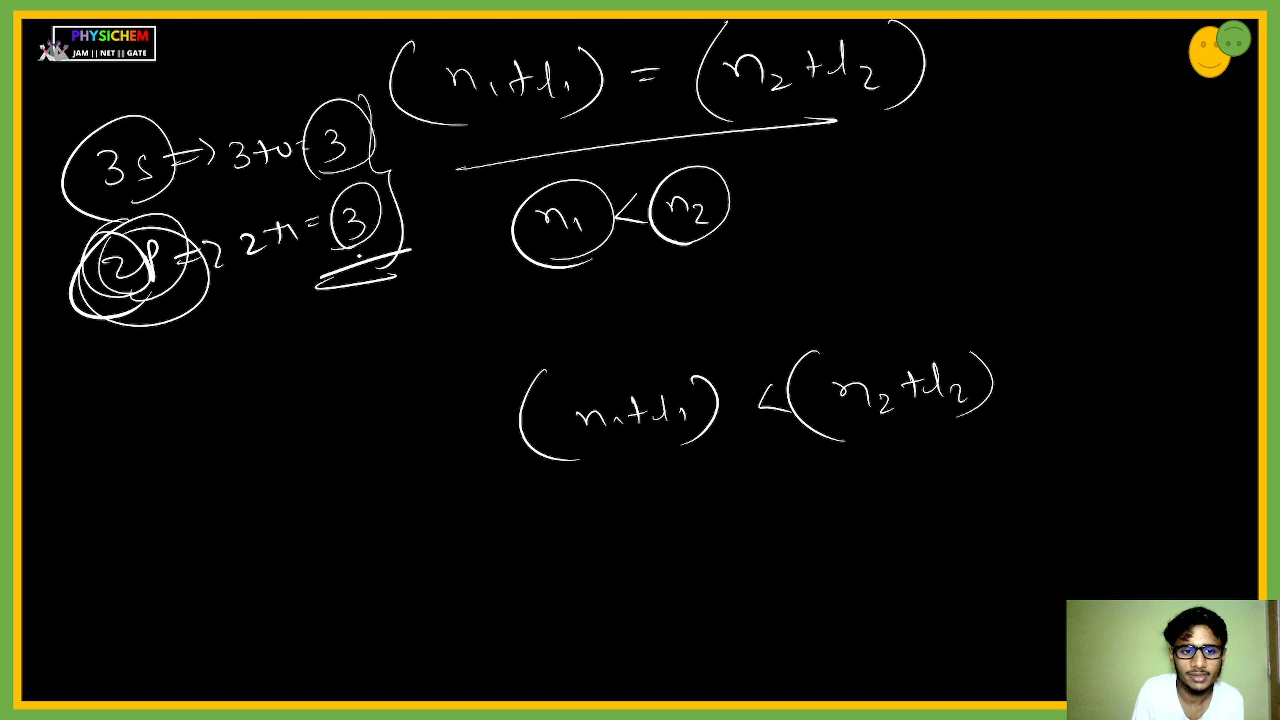 PHYSICHEM
JAM || NET || GATE
(n₁+l₁) = (n₂+l₂)
3s => 3+0=3
2p => 2+1=3
n₁ < n₂
(n₁+l₁) < (n₂+l₂)